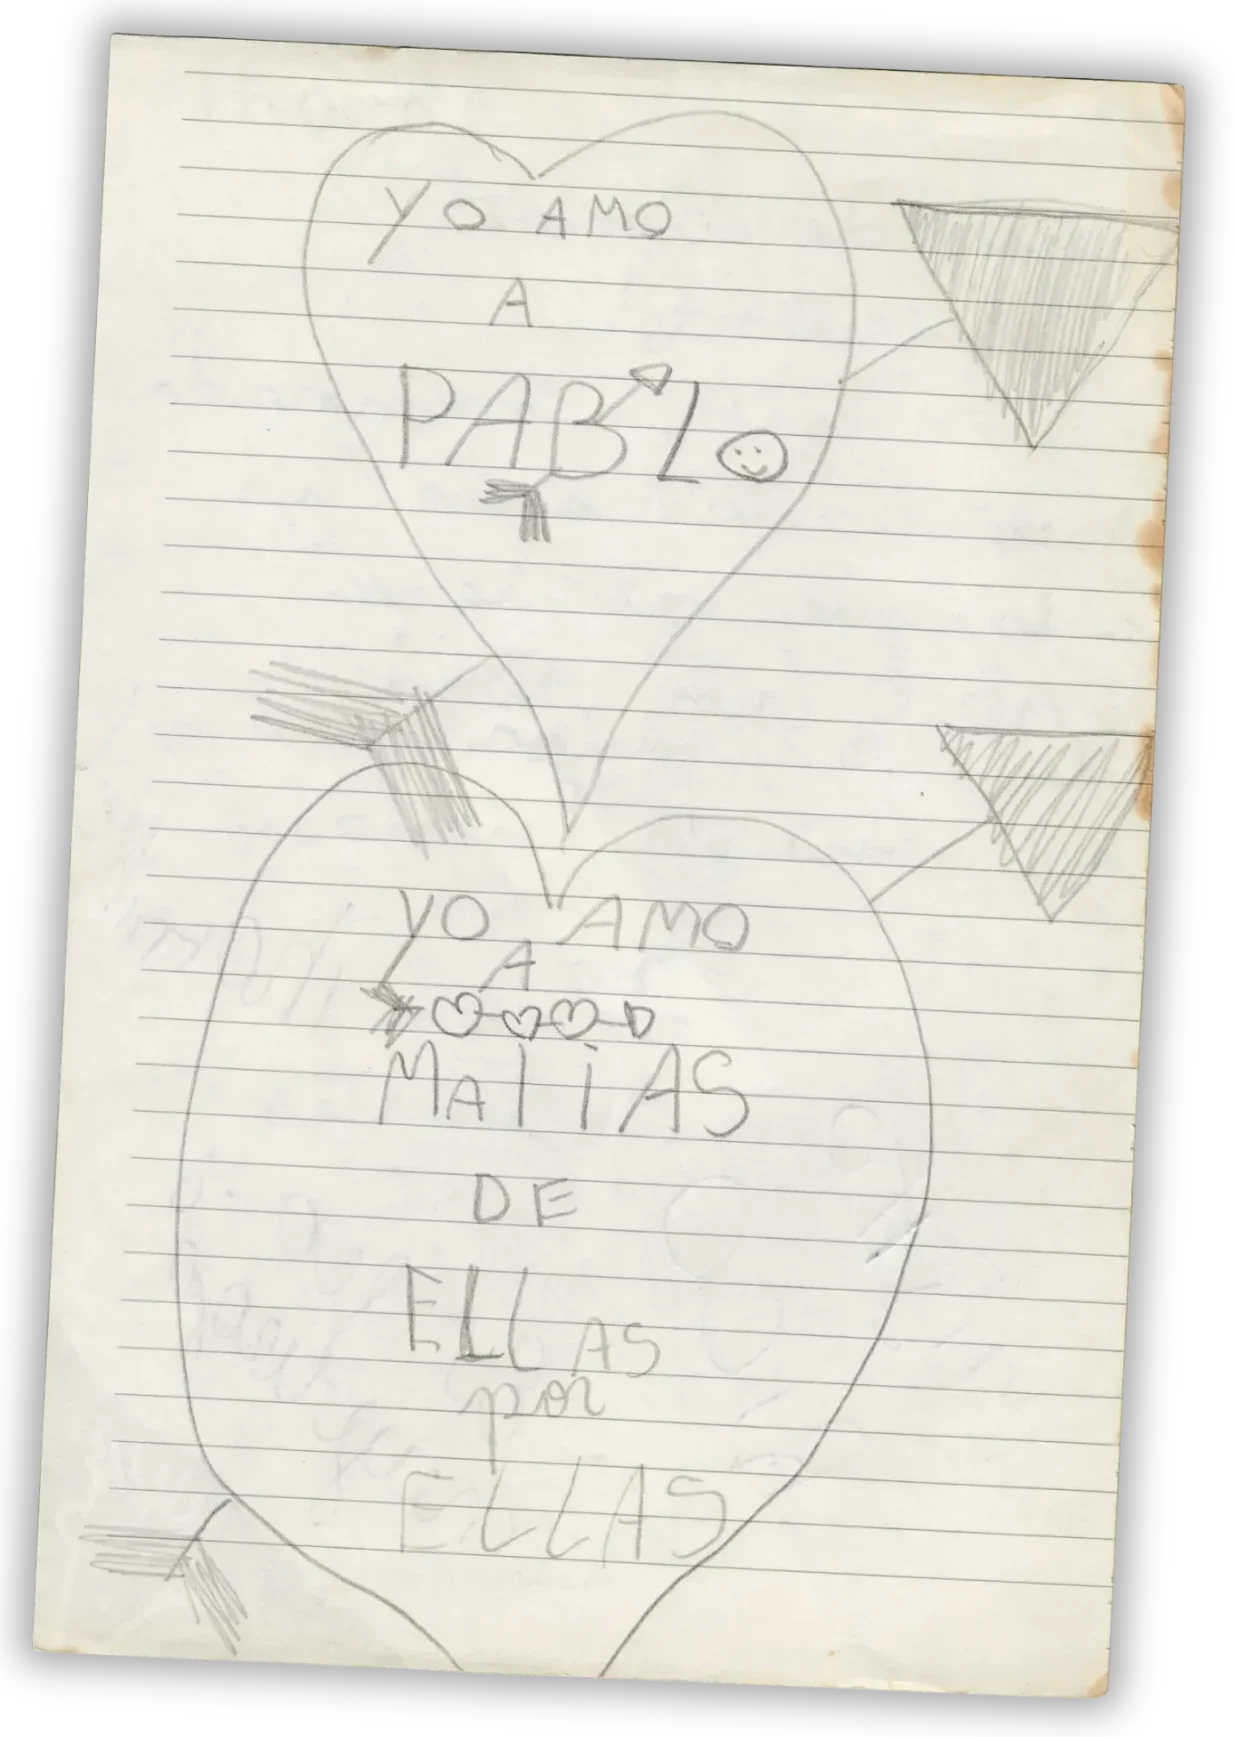 YO AMO
A
PABLO
YO AMO
A
MATiAS
DE
ELLAS
por
ELLAS